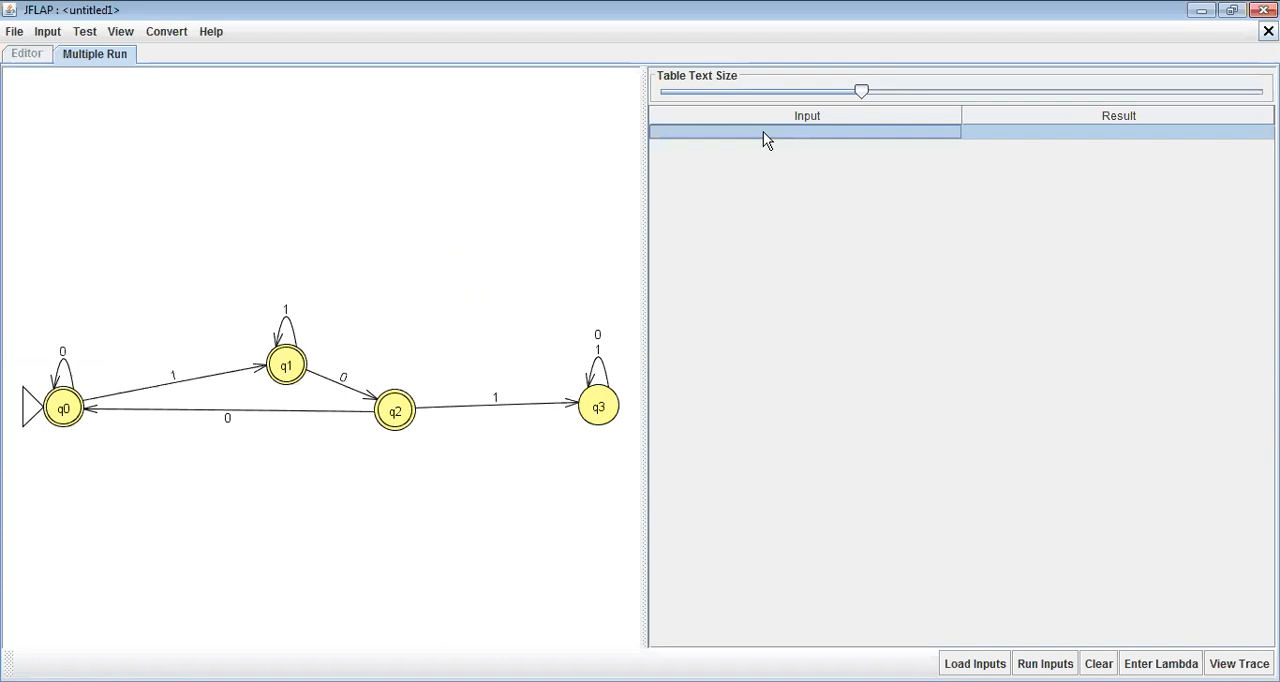 JFLAP : <untitled1>
File Input Test View Convert Help
Editor Multiple Run
Table Text Size
Input Result
1
0
0
1
0
1
q1
1
0
1
q0
q2
q3
0
Load Inputs Run Inputs Clear Enter Lambda View Trace